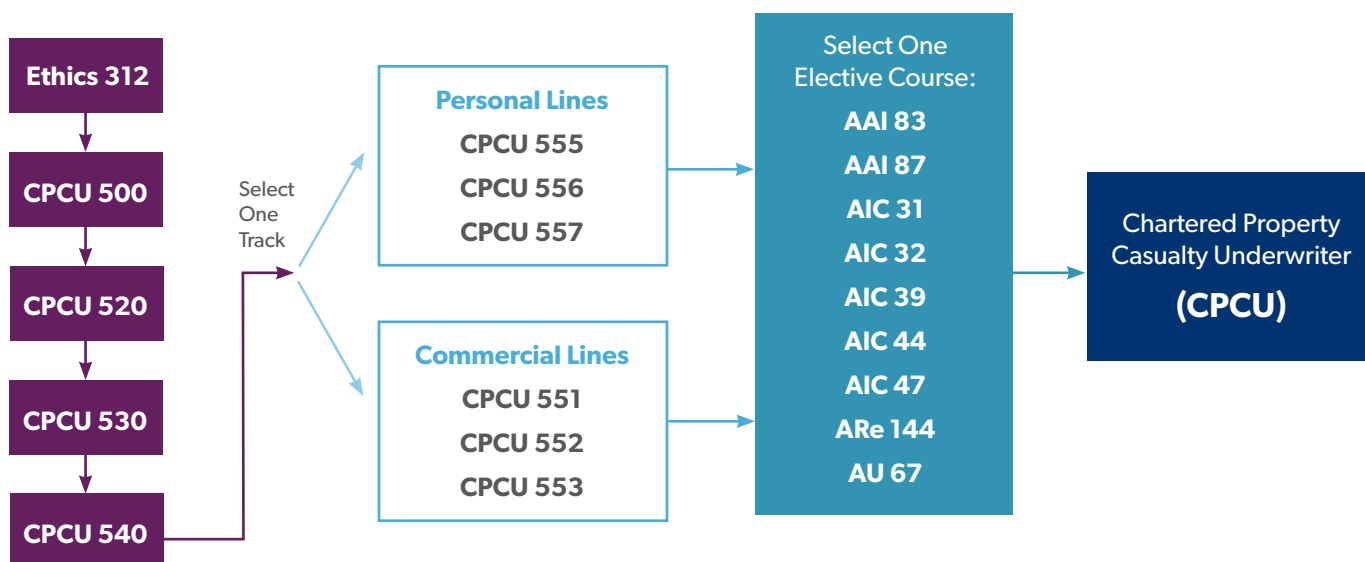 Ethics 312
CPCU 500
CPCU 520
CPCU 530
CPCU 540
Select
One
Track
Personal Lines
CPCU 555
CPCU 556
CPCU 557
Commercial Lines
CPCU 551
CPCU 552
CPCU 553
Select One
Elective Course:
AAI 83
AAI 87
AIC 31
AIC 32
AIC 39
AIC 44
AIC 47
ARe 144
AU 67
Chartered Property
Casualty Underwriter
(CPCU)